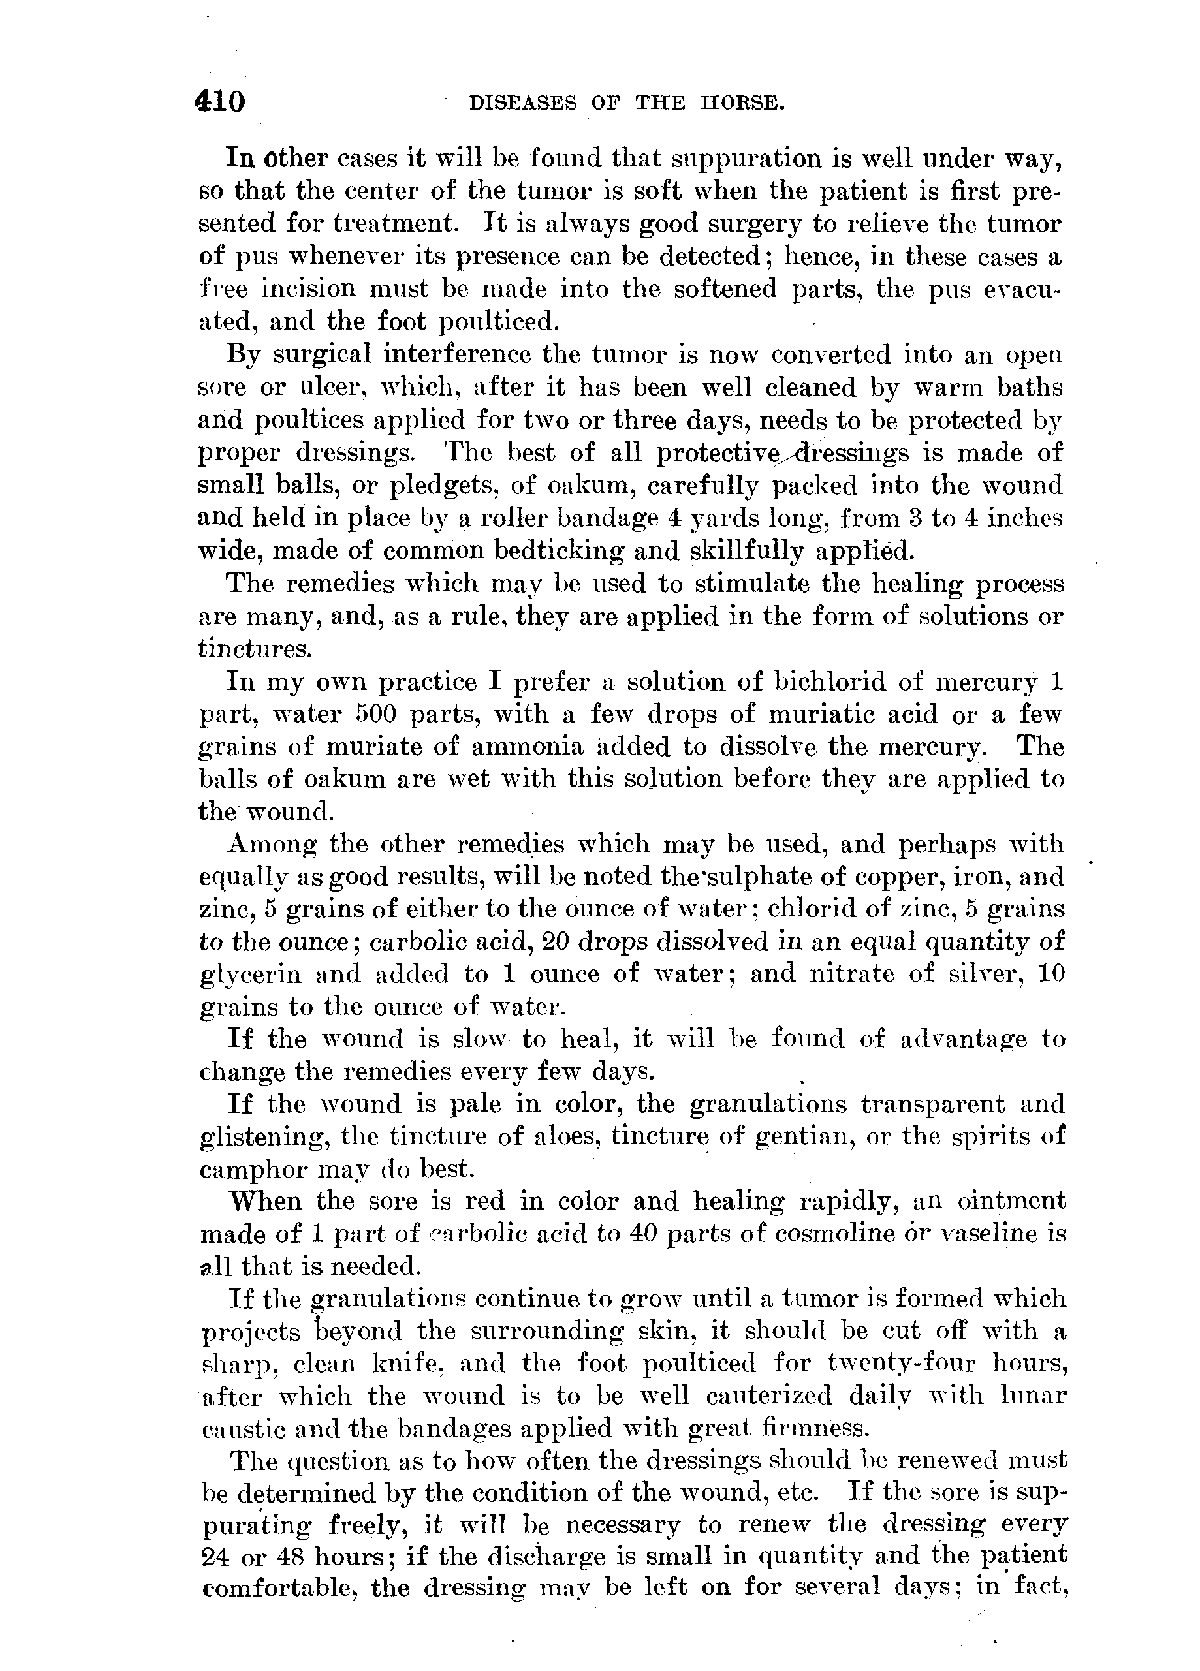 410 DISEASES OF THE HORSE.
In other cases it will be found that suppuration is well under way,
so that the center of the tumor is soft when the patient is first pre-
sented for treatment. It is always good surgery to relieve the tumor
of pus whenever its presence can be detected; hence, in these cases a
free incision must be made into the softened parts, the pus evacu-
ated, and the foot poulticed.
By surgical interference the tumor is now converted into an open
sore or ulcer, which, after it has been well cleaned by warm baths
and poultices applied for two or three days, needs to be protected by
proper dressings. The best of all protective dressings is made of
small balls, or pledgets, of oakum, carefully packed into the wound
and held in place by a roller bandage 4 yards long, from 3 to 4 inches
wide, made of common bedticking and skillfully applied.
The remedies which may be used to stimulate the healing process
are many, and, as a rule, they are applied in the form of solutions or
tinctures.
In my own practice I prefer a solution of bichlorid of mercury 1
part, water 500 parts, with a few drops of muriatic acid or a few
grains of muriate of ammonia added to dissolve the mercury. The
balls of oakum are wet with this solution before they are applied to
the wound.
Among the other remedies which may be used, and perhaps with
equally as good results, will be noted the sulphate of copper, iron, and
zinc, 5 grains of either to the ounce of water; chlorid of zinc, 5 grains
to the ounce; carbolic acid, 20 drops dissolved in an equal quantity of
glycerin and added to 1 ounce of water; and nitrate of silver, 10
grains to the ounce of water.
If the wound is slow to heal, it will be found of advantage to
change the remedies every few days.
If the wound is pale in color, the granulations transparent and
glistening, the tincture of aloes, tincture of gentian, or the spirits of
camphor may do best.
When the sore is red in color and healing rapidly, an ointment
made of 1 part of carbolic acid to 40 parts of cosmoline or vaseline is
all that is needed.
If the granulations continue to grow until a tumor is formed which
projects beyond the surrounding skin, it should be cut off with a
sharp, clean knife, and the foot poulticed for twenty-four hours,
after which the wound is to be well cauterized daily with lunar
caustic and the bandages applied with great firmness.
The question as to how often the dressings should be renewed must
be determined by the condition of the wound, etc. If the sore is sup-
purating freely, it will be necessary to renew the dressing every
24 or 48 hours; if the discharge is small in quantity and the patient
comfortable, the dressing may be left on for several days; in fact,